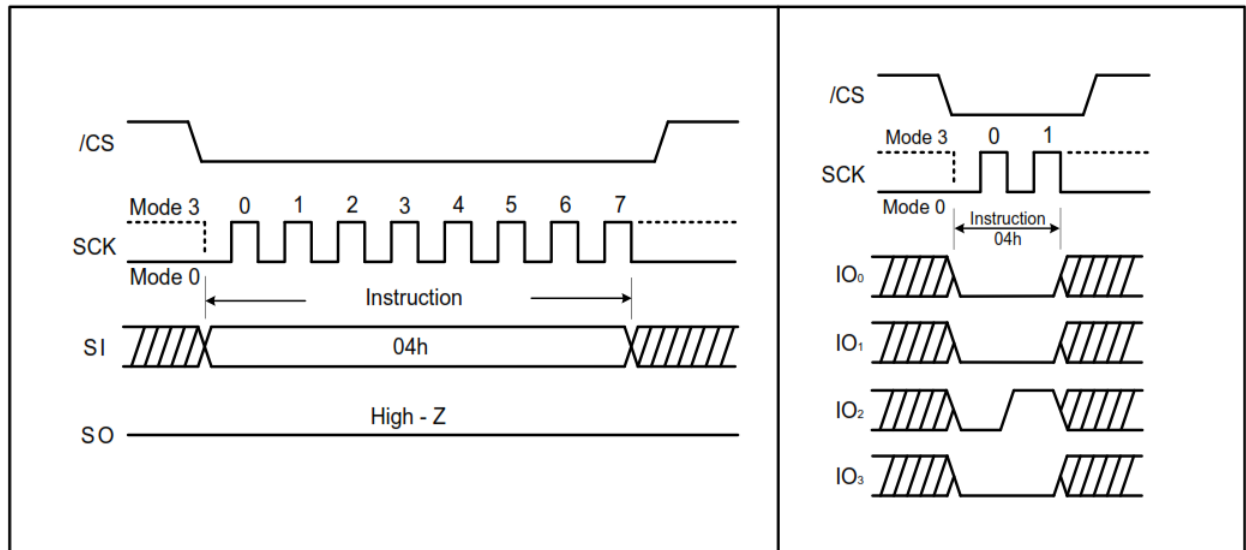 /CS
Mode 3 0 1 2 3 4 5 6 7
SCK
Mode 0
Instruction
SI 04h
High - Z
SO
/CS
Mode 3 0 1
SCK
Mode 0
Instruction
04h
IO₀
IO₁
IO₂
IO₃